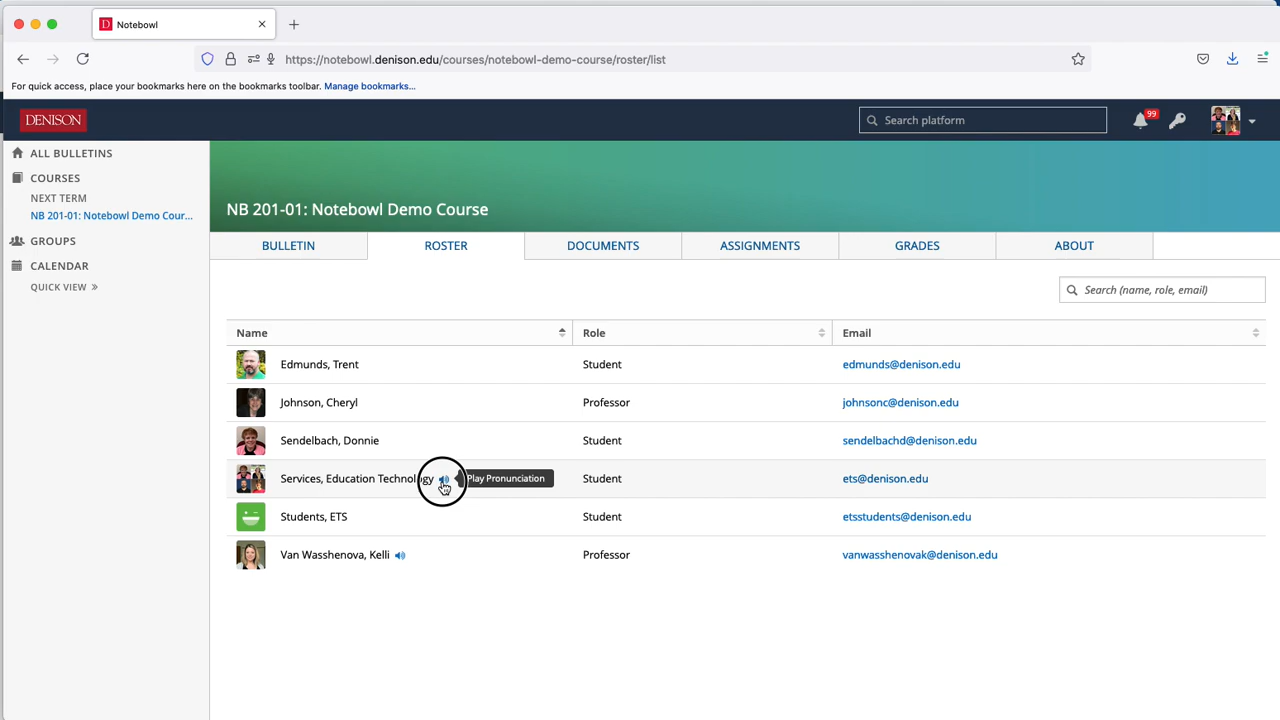 Notebowl
https://notebowl.denison.edu/courses/notebowl-demo-course/roster/list
For quick access, place your bookmarks here on the bookmarks toolbar. Manage bookmarks...
DENISON
Search platform
99
ALL BULLETINS
COURSES
NEXT TERM
NB 201-01: Notebowl Demo Cour...
GROUPS
CALENDAR
QUICK VIEW »
NB 201-01: Notebowl Demo Course
BULLETIN ROSTER DOCUMENTS ASSIGNMENTS GRADES ABOUT
Search (name, role, email)
Name Role Email
Edmunds, Trent Student edmunds@denison.edu
Johnson, Cheryl Professor johnsonc@denison.edu
Sendelbach, Donnie Student sendelbachd@denison.edu
Services, Education Technology Play Pronunciation Student ets@denison.edu
Students, ETS Student etsstudents@denison.edu
Van Wasshenova, Kelli Professor vanwasshenovak@denison.edu